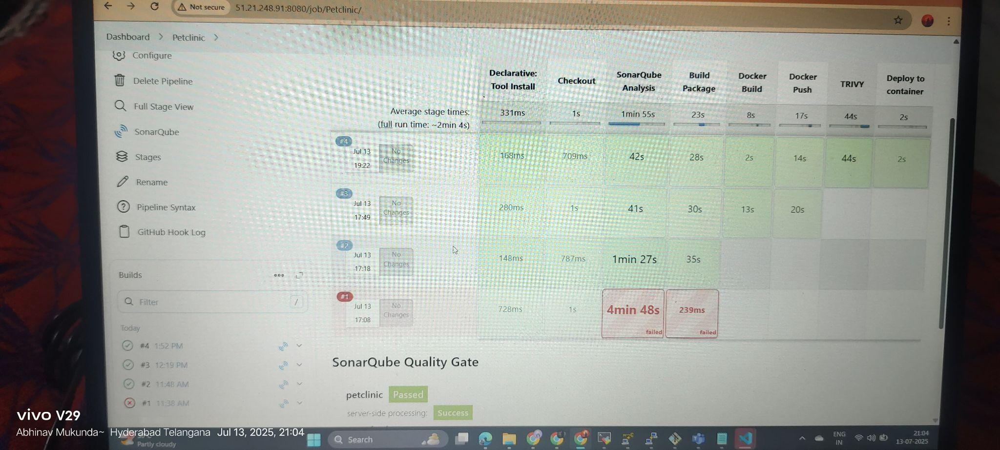 Not secure 51.21.248.91:8080/job/Petclinic/
Dashboard > Petclinic >
Configure
Delete Pipeline
Full Stage View
SonarQube
Stages
Rename
Pipeline Syntax
GitHub Hook Log
Builds
Filter /
Today
#4 1:52 PM
#3 12:19 PM
#2 11:48 AM
#1 11:38 AM
Declarative: Tool Install
Checkout
SonarQube Analysis
Build Package
Docker Build
Docker Push
TRIVY
Deploy to container
Average stage times:
(full run time: ~2min 4s)
331ms 1s 1min 55s 23s 8s 17s 44s 2s
#4
Jul 13
19:22
No Changes
168ms 709ms 42s 28s 2s 14s 44s 2s
#3
Jul 13
17:49
No Changes
280ms 1s 41s 30s 13s 20s
#2
Jul 13
17:18
No Changes
148ms 787ms 1min 27s 35s
#1
Jul 13
17:08
No Changes
728ms 1s 4min 48s failed 239ms failed
SonarQube Quality Gate
petclinic Passed
server-side processing: Success
Partly cloudy
Search
ENG
IN
21:04
13-07-2025
vivo V29
Abhinav Mukunda~ Hyderabad Telangana Jul 13, 2025, 21:04